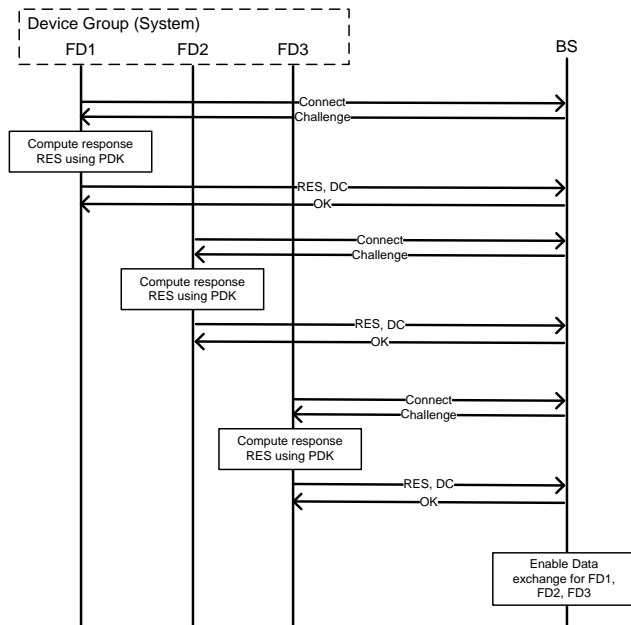 Device Group (System)
FD1
FD2
FD3
BS
Connect
Challenge
Compute response
RES using PDK
RES, DC
OK
Connect
Challenge
Compute response
RES using PDK
RES, DC
OK
Connect
Challenge
Compute response
RES using PDK
RES, DC
OK
Enable Data
exchange for FD1,
FD2, FD3